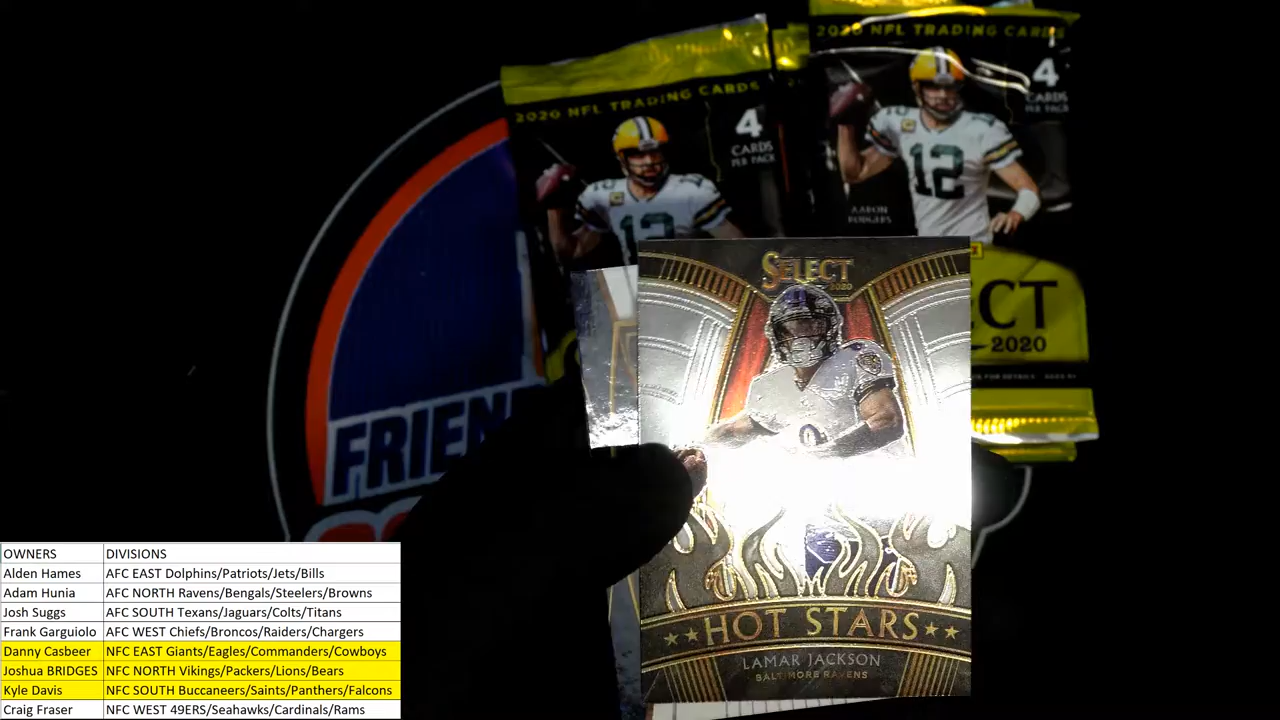 2020 NFL TRADING CARDS
4
CARDS
PER PACK
12
2020 NFL TRADING CARDS
4
CARDS
PER PACK
12
AARON
RODGERS
2020
FRIEN
SELECT
2020
HOT STARS
LAMAR JACKSON
BALTIMORE RAVENS
OWNERS DIVISIONS
Alden Hames AFC EAST Dolphins/Patriots/Jets/Bills
Adam Hunia AFC NORTH Ravens/Bengals/Steelers/Browns
Josh Suggs AFC SOUTH Texans/Jaguars/Colts/Titans
Frank Garguiolo AFC WEST Chiefs/Broncos/Raiders/Chargers
Danny Casbeer NFC EAST Giants/Eagles/Commanders/Cowboys
Joshua BRIDGES NFC NORTH Vikings/Packers/Lions/Bears
Kyle Davis NFC SOUTH Buccaneers/Saints/Panthers/Falcons
Craig Fraser NFC WEST 49ERS/Seahawks/Cardinals/Rams